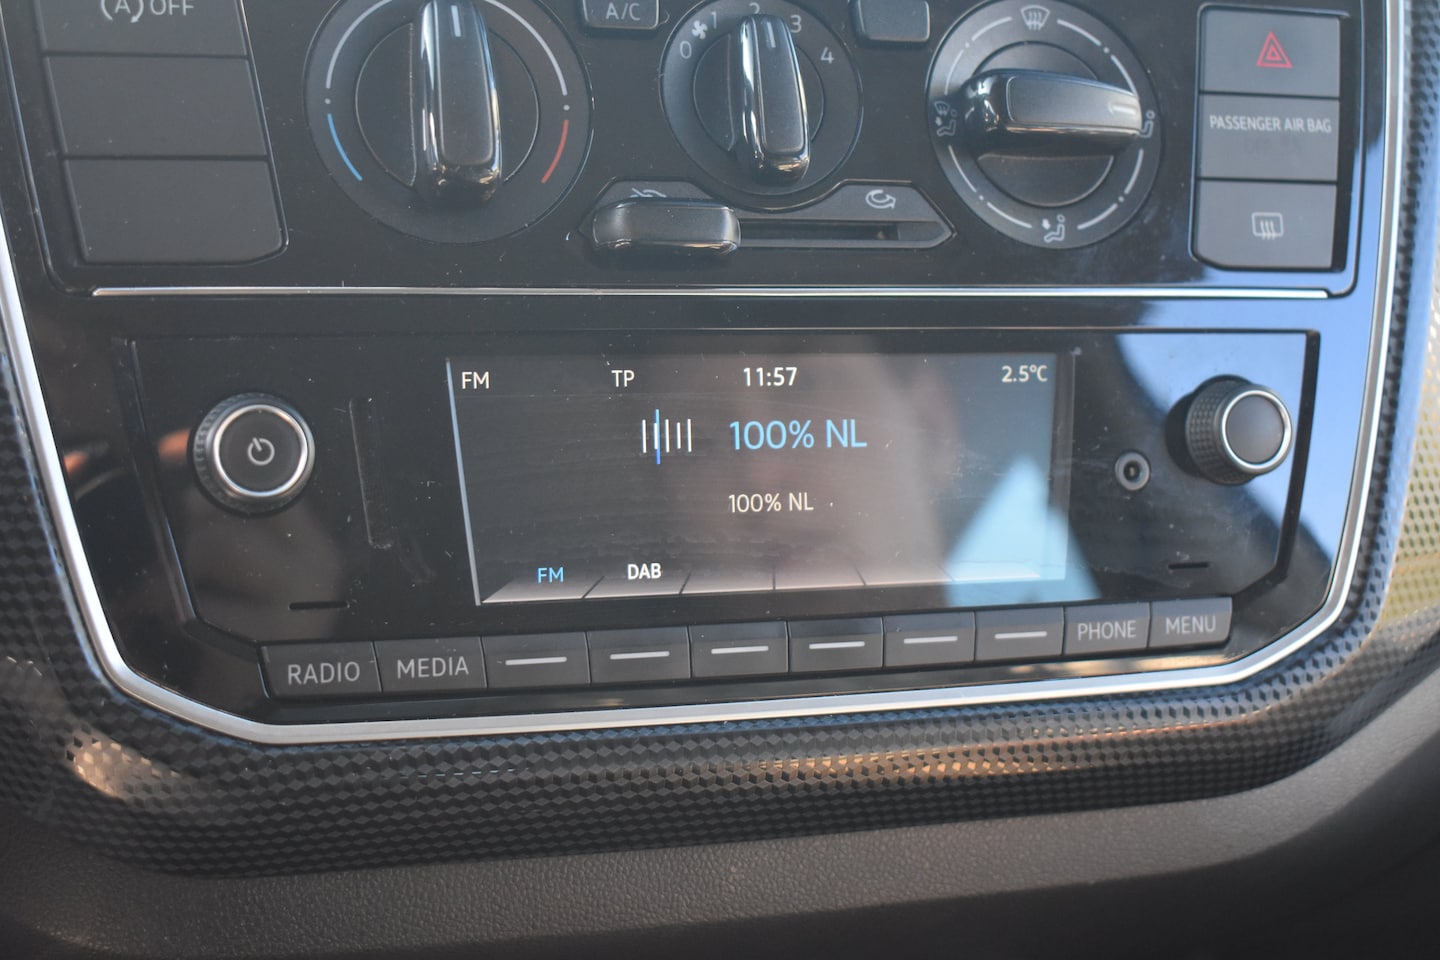 (A) OFF
A/C
0 1 2 3 4
PASSENGER AIR BAG
FM TP 11:57 2.5°C
100% NL
100% NL
FM DAB
RADIO MEDIA PHONE MENU